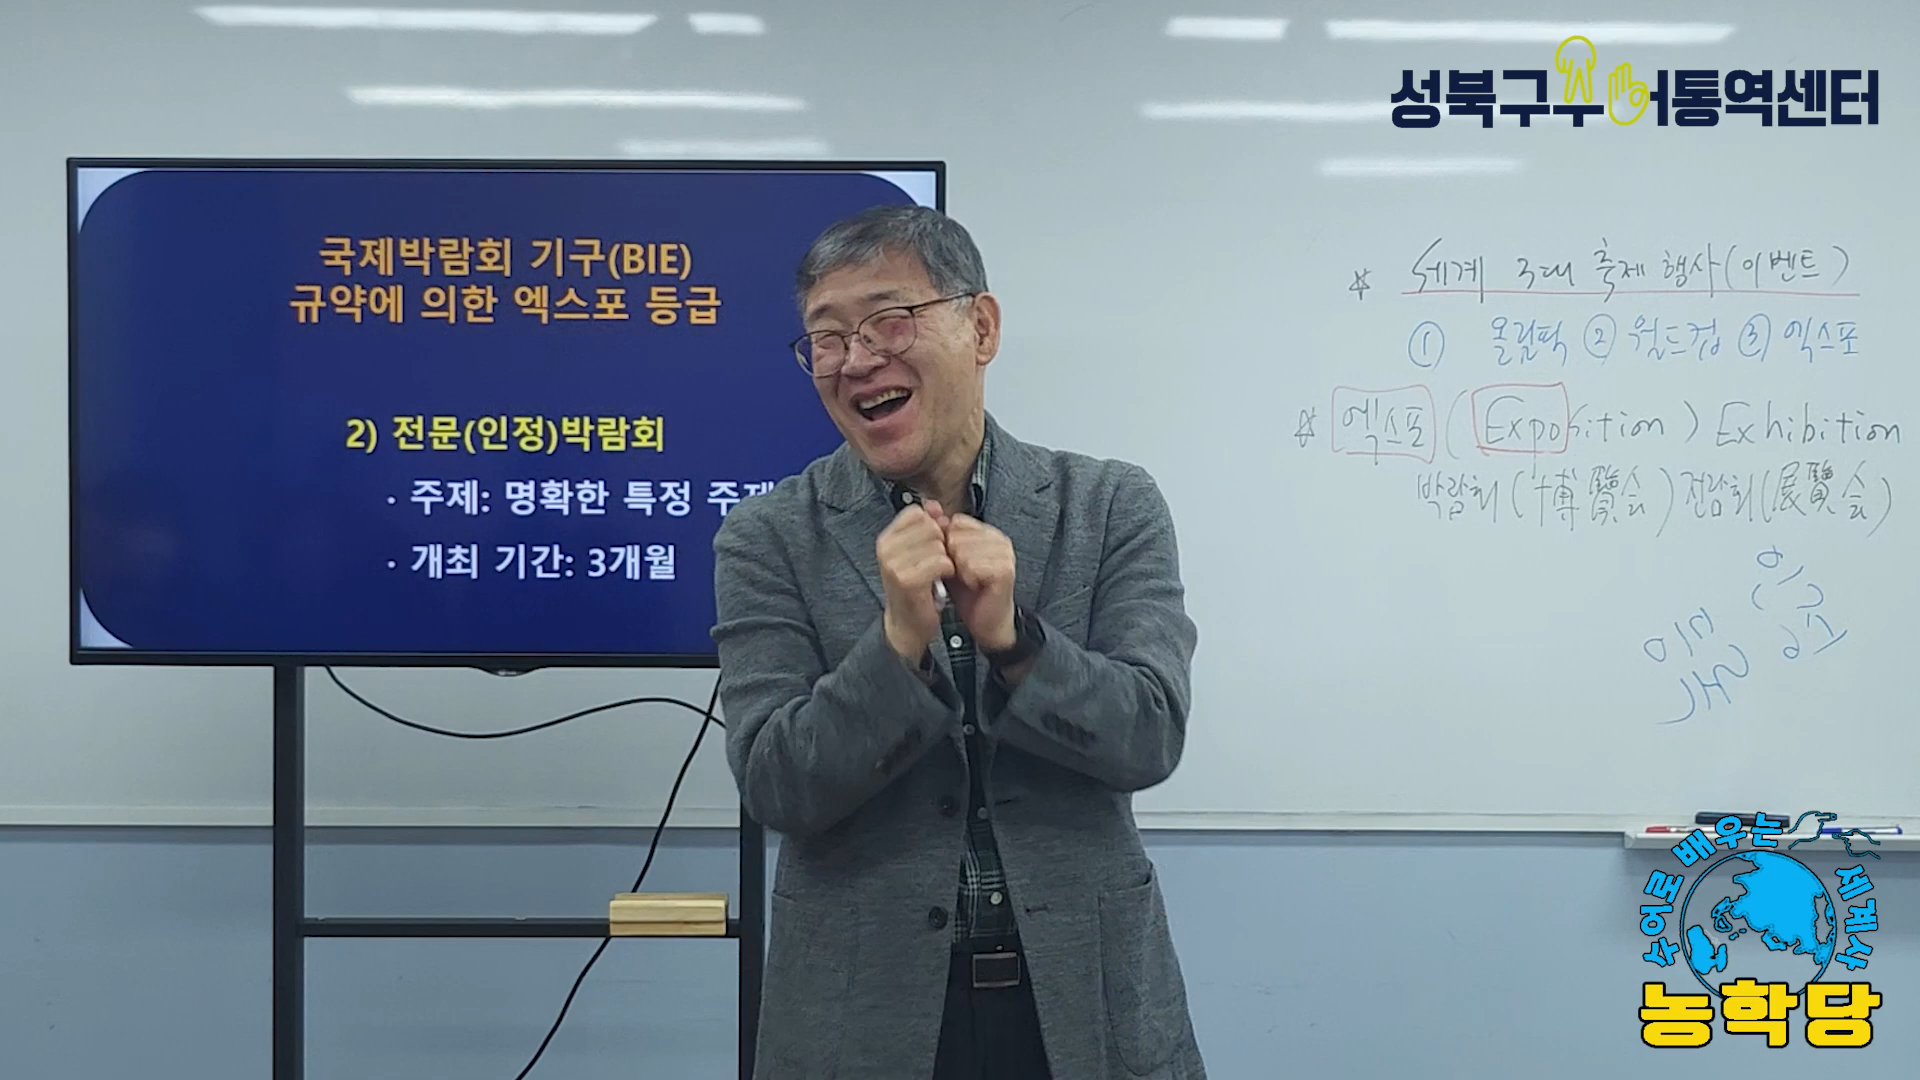 성북구수어통역센터
국제박람회 기구(BIE)
규약에 의한 엑스포 등급
2) 전문(인정)박람회
· 주제: 명확한 특정 주제
· 개최 기간: 3개월
☆ 세계 3대 축제 행사(이벤트)
① 올림픽 ② 월드컵 ③ 엑스포
☆ 엑스포 (Exposition) Exhibition
박람회(博覽会) 전람회(展覽会)
수어로 배우는 세계사
농학당